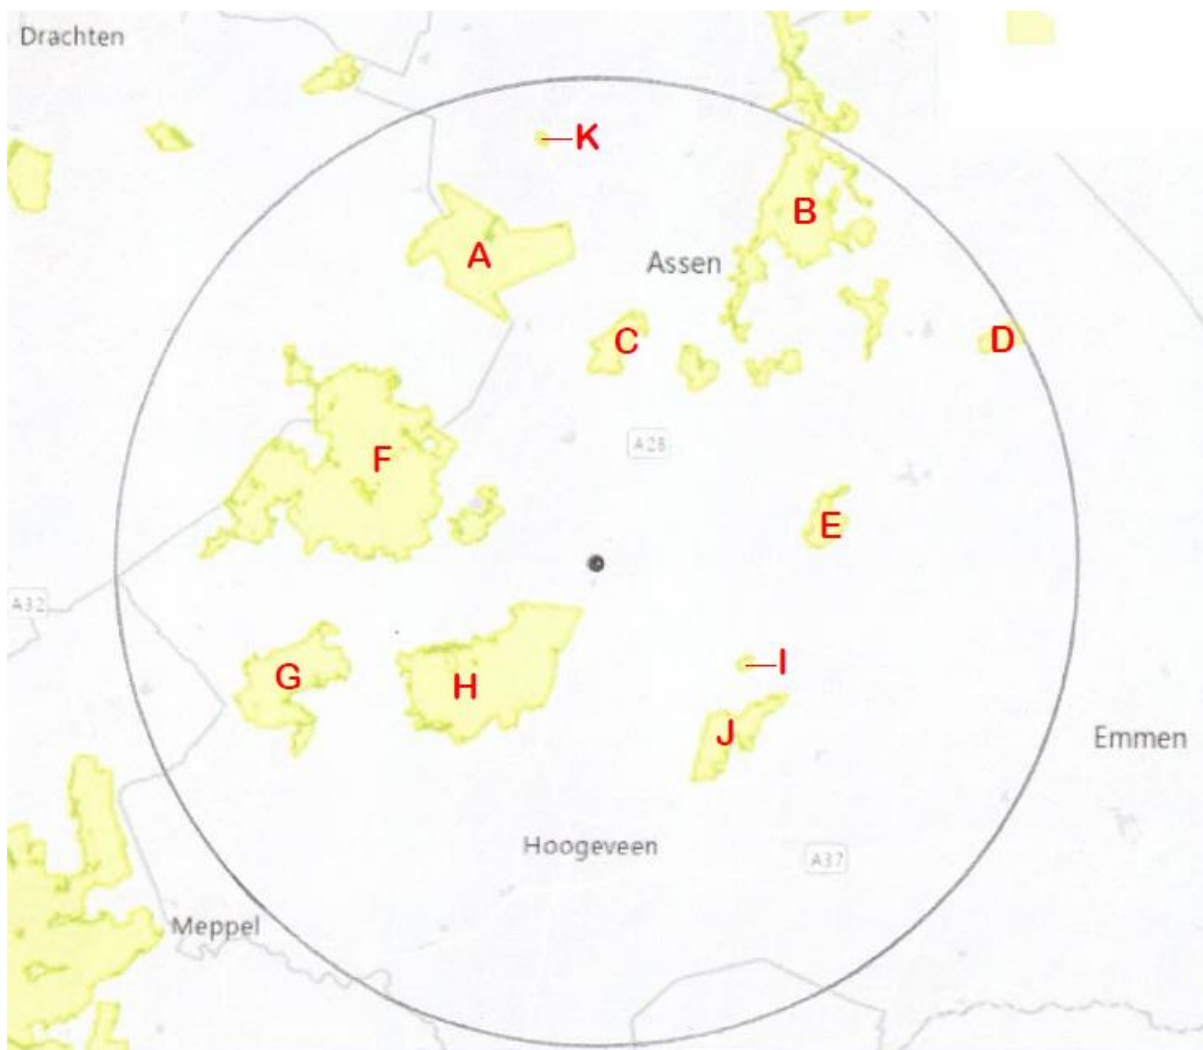 Drachten
K
B
A
Assen
C
D
A28
F
E
A32
I
G
H
J
Emmen
Hoogeveen
A37
Meppel